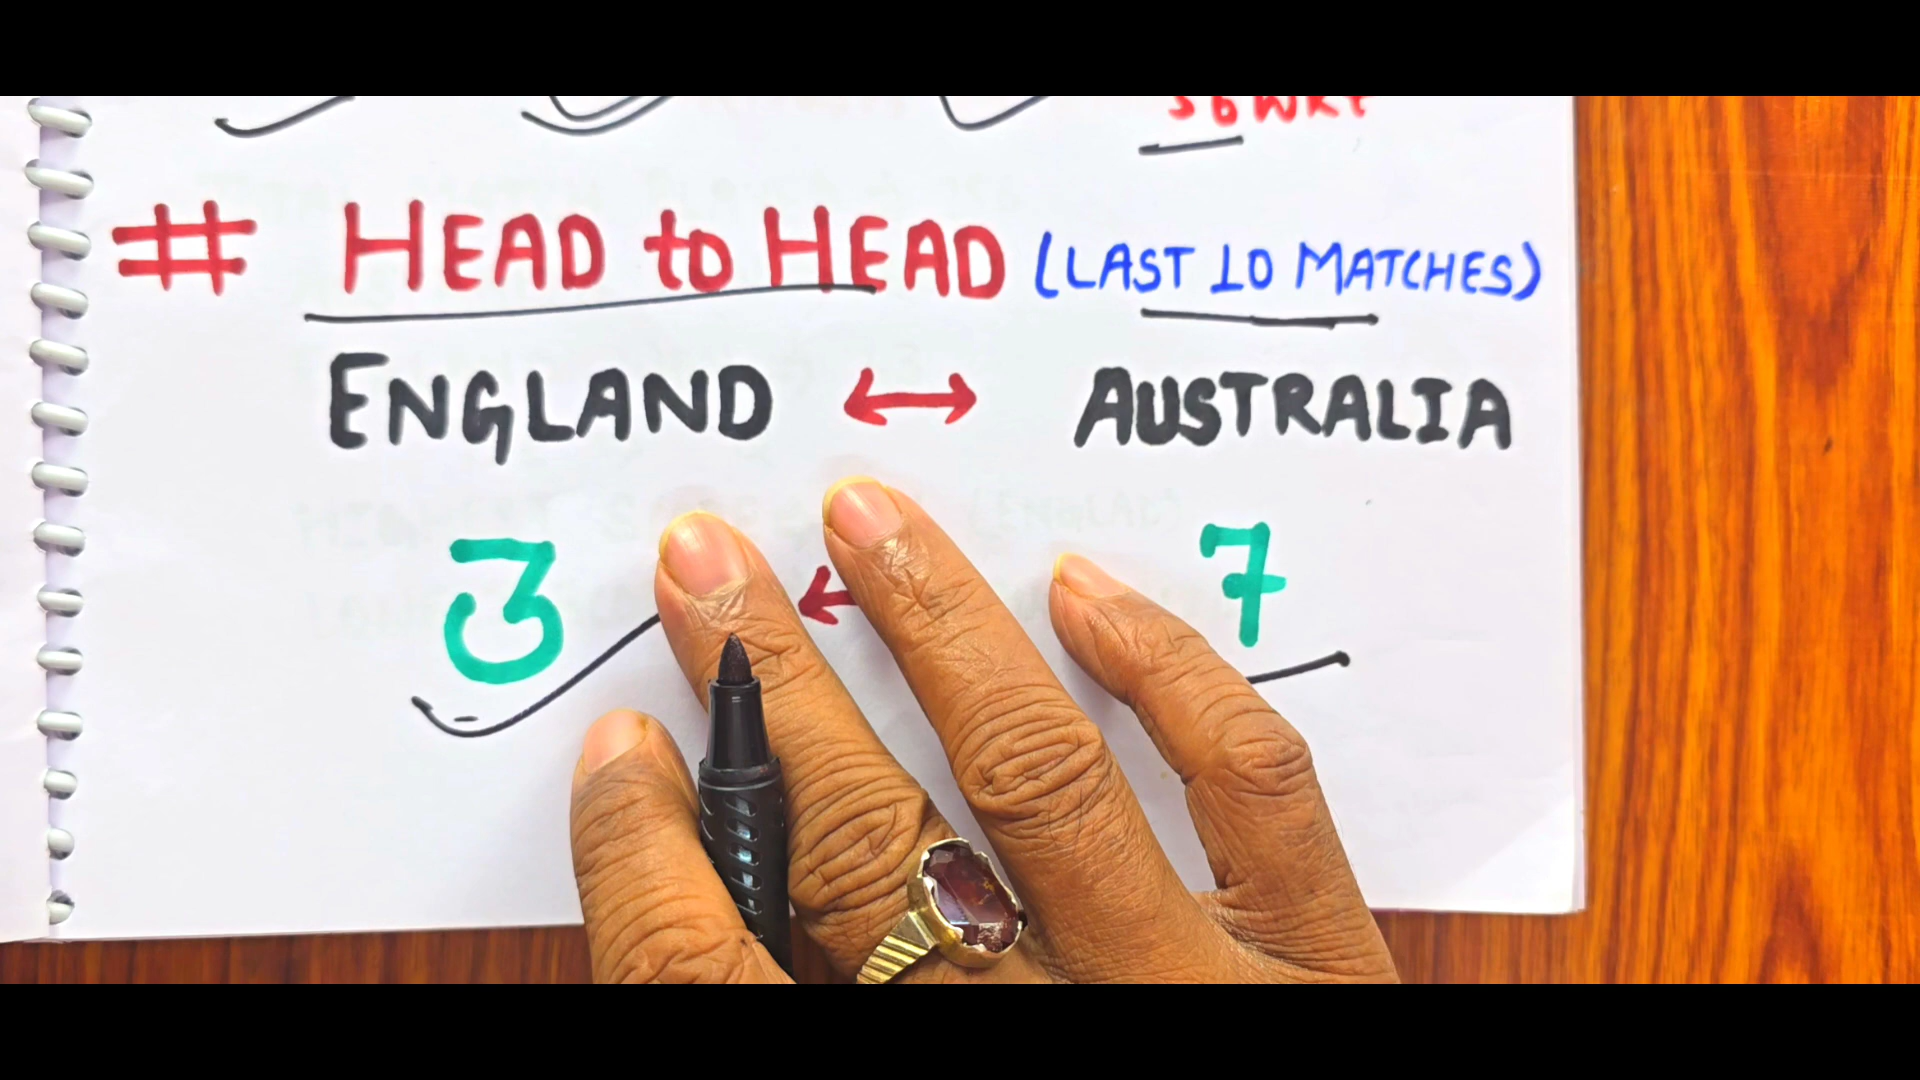 # HEAD to HEAD (LAST 10 MATCHES)
ENGLAND ↔ AUSTRALIA
3 7